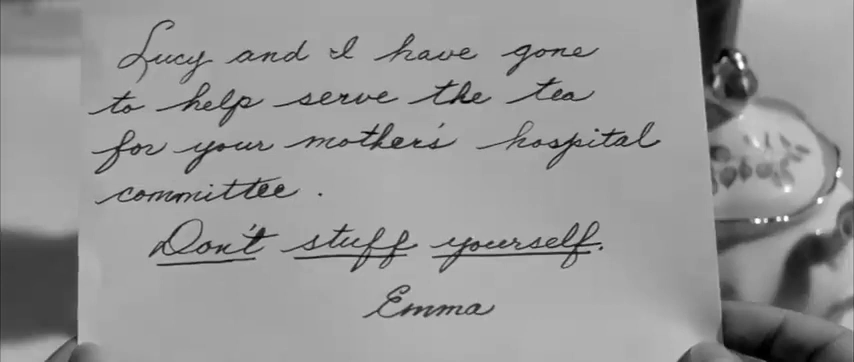 Lucy and I have gone
to help serve the tea
for your mother's hospital
committee.
Don't stuff yourself.
Emma